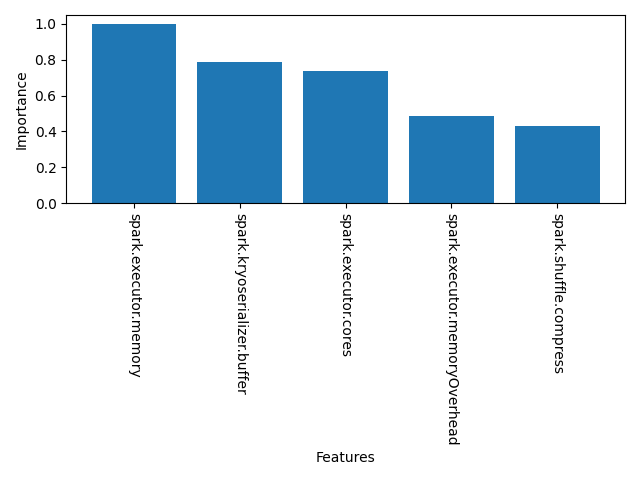 1.0
0.8
0.6
0.4
0.2
0.0
Importance
spark.executor.memory
spark.kryoserializer.buffer
spark.executor.cores
spark.executor.memoryOverhead
spark.shuffle.compress
Features